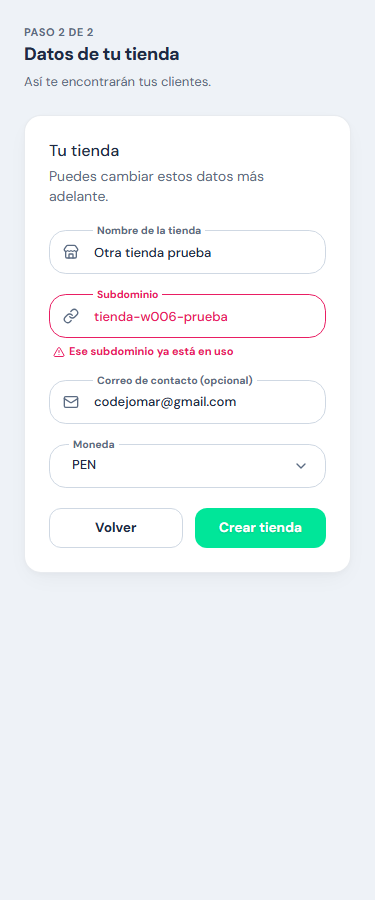 PASO 2 DE 2
Datos de tu tienda
Así te encontrarán tus clientes.
Tu tienda
Puedes cambiar estos datos más
adelante.
Nombre de la tienda
Otra tienda prueba
Subdominio
tienda-w006-prueba
Ese subdominio ya está en uso
Correo de contacto (opcional)
codejomar@gmail.com
Moneda
PEN
Volver
Crear tienda